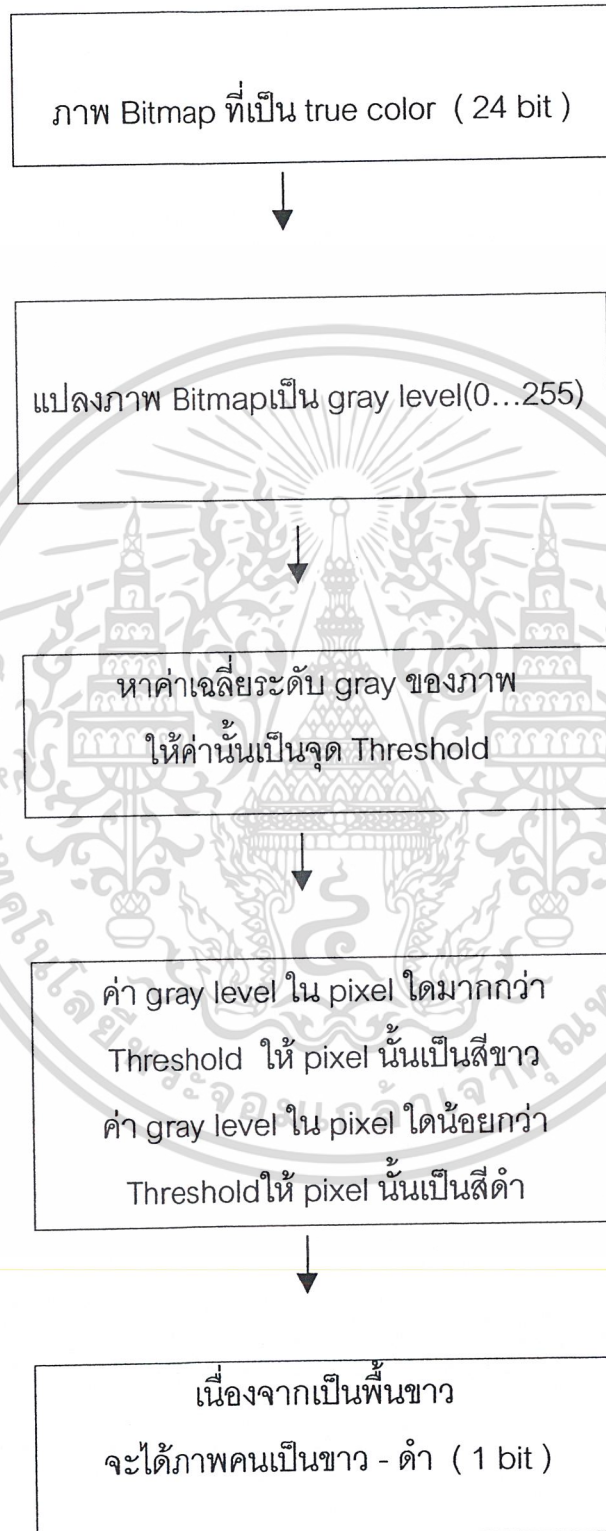 ภาพ Bitmap ที่เป็น true color ( 24 bit )
แปลงภาพ Bitmapเป็น gray level(0...255)
หาค่าเฉลี่ยระดับ gray ของภาพ
ให้ค่านั้นเป็นจุด Threshold
ค่า gray level ใน pixel ใดมากกว่า
Threshold ให้ pixel นั้นเป็นสีขาว
ค่า gray level ใน pixel ใดน้อยกว่า
Thresholdให้ pixel นั้นเป็นสีดำ
เนื่องจากเป็นพื้นขาว
จะได้ภาพคนเป็นขาว - ดำ ( 1 bit )